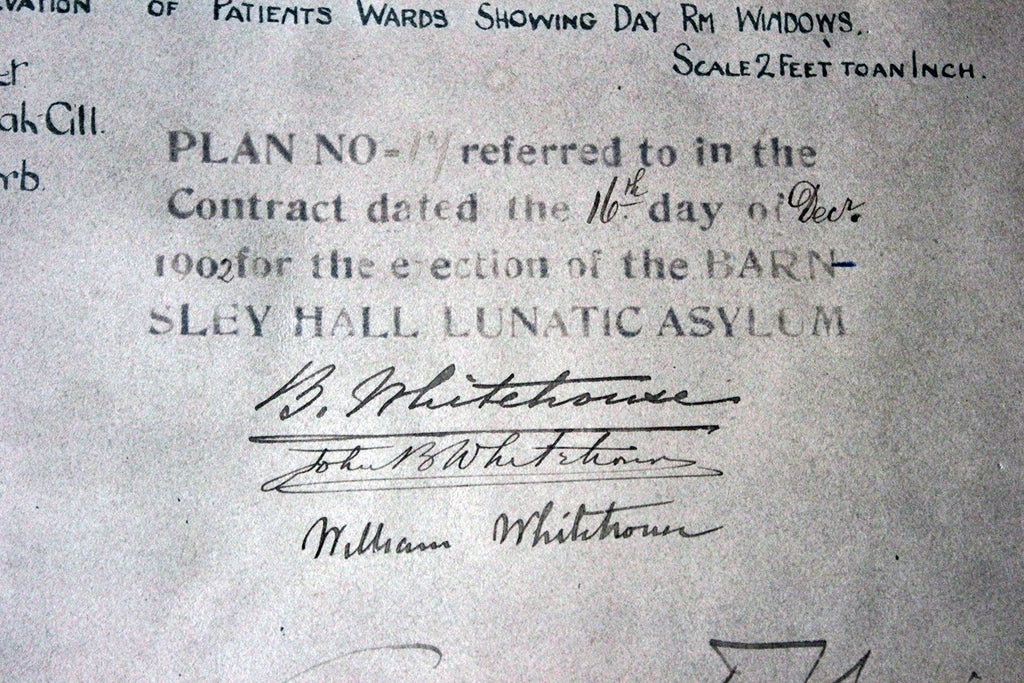 OF PATIENTS WARDS SHOWING DAY RM WINDOWS.
SCALE 2 FEET TO AN INCH.
PLAN NO- referred to in the
Contract dated the 16th day of Decr.
1902 for the erection of the BARN-
SLEY HALL LUNATIC ASYLUM
B. Whitehouse
John B Whitehouse
William Whitehouse